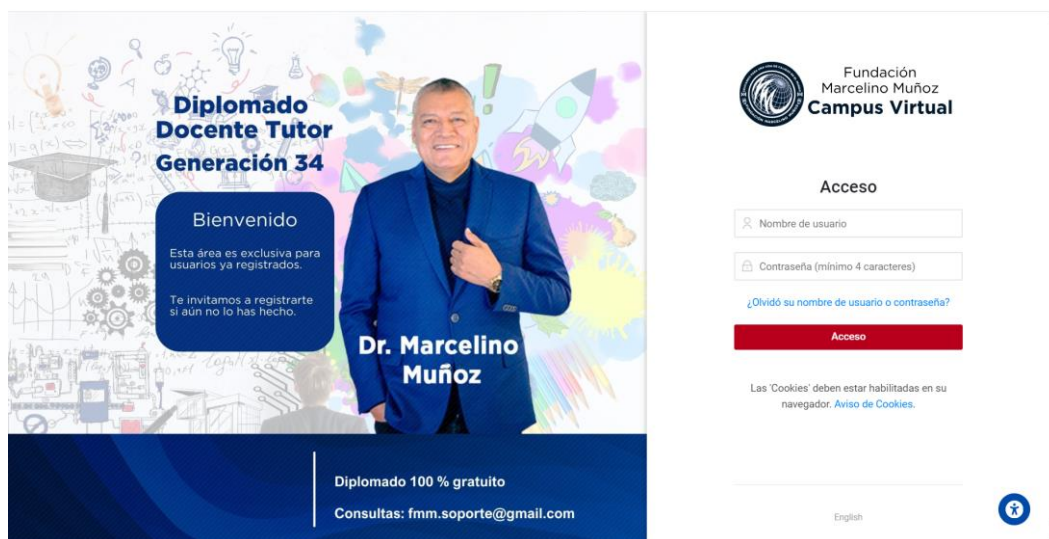 Diplomado
Docente Tutor
Generación 34
Bienvenido
Esta área es exclusiva para
usuarios ya registrados.
Te invitamos a registrarte
si aún no lo has hecho.
Dr. Marcelino
Muñoz
Diplomado 100 % gratuito
Consultas: fmm.soporte@gmail.com
Fundación
Marcelino Muñoz
Campus Virtual
Acceso
Nombre de usuario
Contraseña (mínimo 4 caracteres)
¿Olvidó su nombre de usuario o contraseña?
Acceso
Las 'Cookies' deben estar habilitadas en su
navegador. Aviso de Cookies.
English